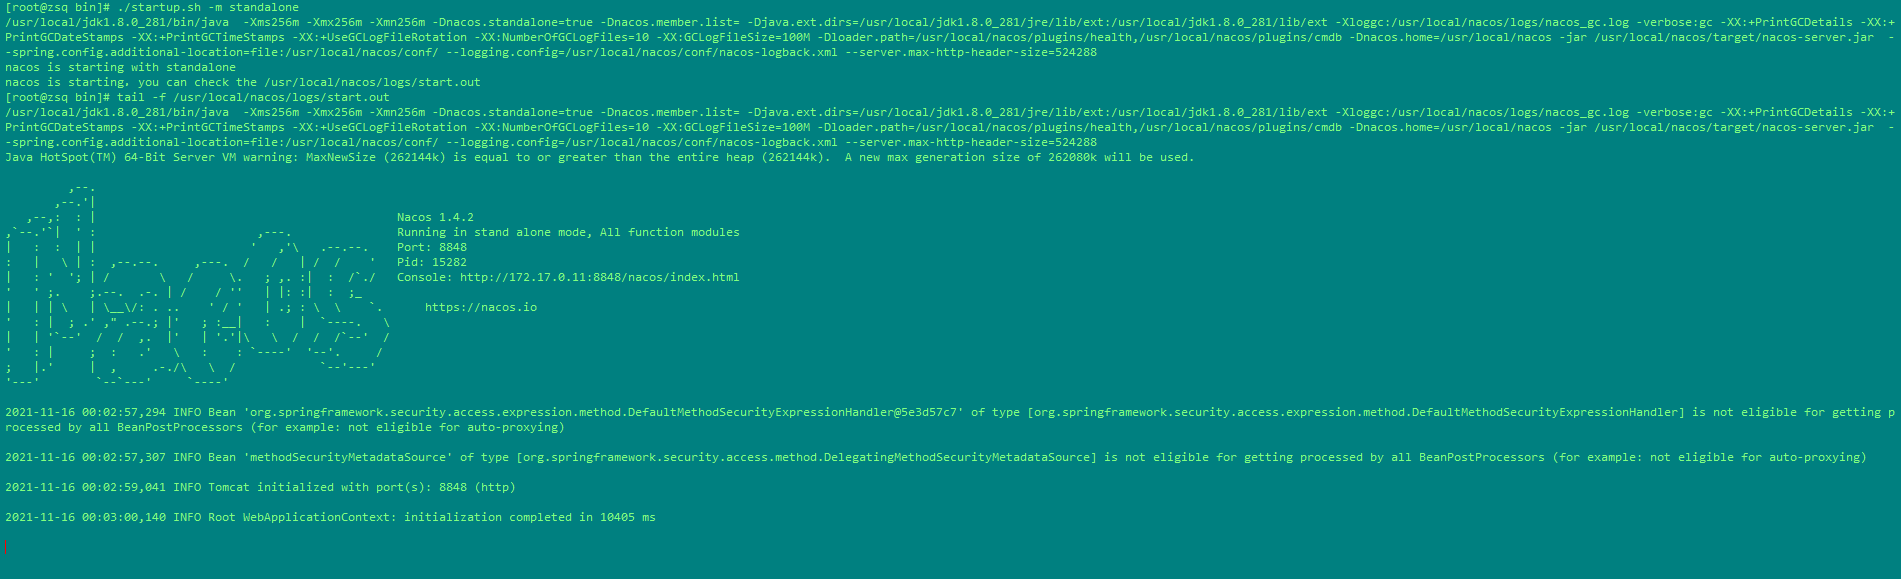 [root@zsq bin]# ./startup.sh -m standalone
/usr/local/jdk1.8.0_281/bin/java  -Xms256m -Xmx256m -Xmn256m -Dnacos.standalone=true -Dnacos.member.list= -Djava.ext.dirs=/usr/local/jdk1.8.0_281/jre/lib/ext:/usr/local/jdk1.8.0_281/lib/ext -Xloggc:/usr/local/nacos/logs/nacos_gc.log -verbose:gc -XX:+PrintGCDetails -XX:+
PrintGCDateStamps -XX:+PrintGCTimeStamps -XX:+UseGCLogFileRotation -XX:NumberOfGCLogFiles=10 -XX:GCLogFileSize=100M -Dloader.path=/usr/local/nacos/plugins/health,/usr/local/nacos/plugins/cmdb -Dnacos.home=/usr/local/nacos -jar /usr/local/nacos/target/nacos-server.jar  -
-spring.config.additional-location=file:/usr/local/nacos/conf/ --logging.config=/usr/local/nacos/conf/nacos-logback.xml --server.max-http-header-size=524288
nacos is starting with standalone
nacos is starting, you can check the /usr/local/nacos/logs/start.out
[root@zsq bin]# tail -f /usr/local/nacos/logs/start.out
/usr/local/jdk1.8.0_281/bin/java  -Xms256m -Xmx256m -Xmn256m -Dnacos.standalone=true -Dnacos.member.list= -Djava.ext.dirs=/usr/local/jdk1.8.0_281/jre/lib/ext:/usr/local/jdk1.8.0_281/lib/ext -Xloggc:/usr/local/nacos/logs/nacos_gc.log -verbose:gc -XX:+PrintGCDetails -XX:+
PrintGCDateStamps -XX:+PrintGCTimeStamps -XX:+UseGCLogFileRotation -XX:NumberOfGCLogFiles=10 -XX:GCLogFileSize=100M -Dloader.path=/usr/local/nacos/plugins/health,/usr/local/nacos/plugins/cmdb -Dnacos.home=/usr/local/nacos -jar /usr/local/nacos/target/nacos-server.jar  -
-spring.config.additional-location=file:/usr/local/nacos/conf/ --logging.config=/usr/local/nacos/conf/nacos-logback.xml --server.max-http-header-size=524288
Java HotSpot(TM) 64-Bit Server VM warning: MaxNewSize (262144k) is equal to or greater than the entire heap (262144k).  A new max generation size of 262080k will be used.
Nacos 1.4.2
Running in stand alone mode, All function modules
Port: 8848
Pid: 15282
Console: http://172.17.0.11:8848/nacos/index.html
https://nacos.io
2021-11-16 00:02:57,294 INFO Bean 'org.springframework.security.access.expression.method.DefaultMethodSecurityExpressionHandler@5e3d57c7' of type [org.springframework.security.access.expression.method.DefaultMethodSecurityExpressionHandler] is not eligible for getting p
rocessed by all BeanPostProcessors (for example: not eligible for auto-proxying)
2021-11-16 00:02:57,307 INFO Bean 'methodSecurityMetadataSource' of type [org.springframework.security.access.method.DelegatingMethodSecurityMetadataSource] is not eligible for getting processed by all BeanPostProcessors (for example: not eligible for auto-proxying)
2021-11-16 00:02:59,041 INFO Tomcat initialized with port(s): 8848 (http)
2021-11-16 00:03:00,140 INFO Root WebApplicationContext: initialization completed in 10405 ms